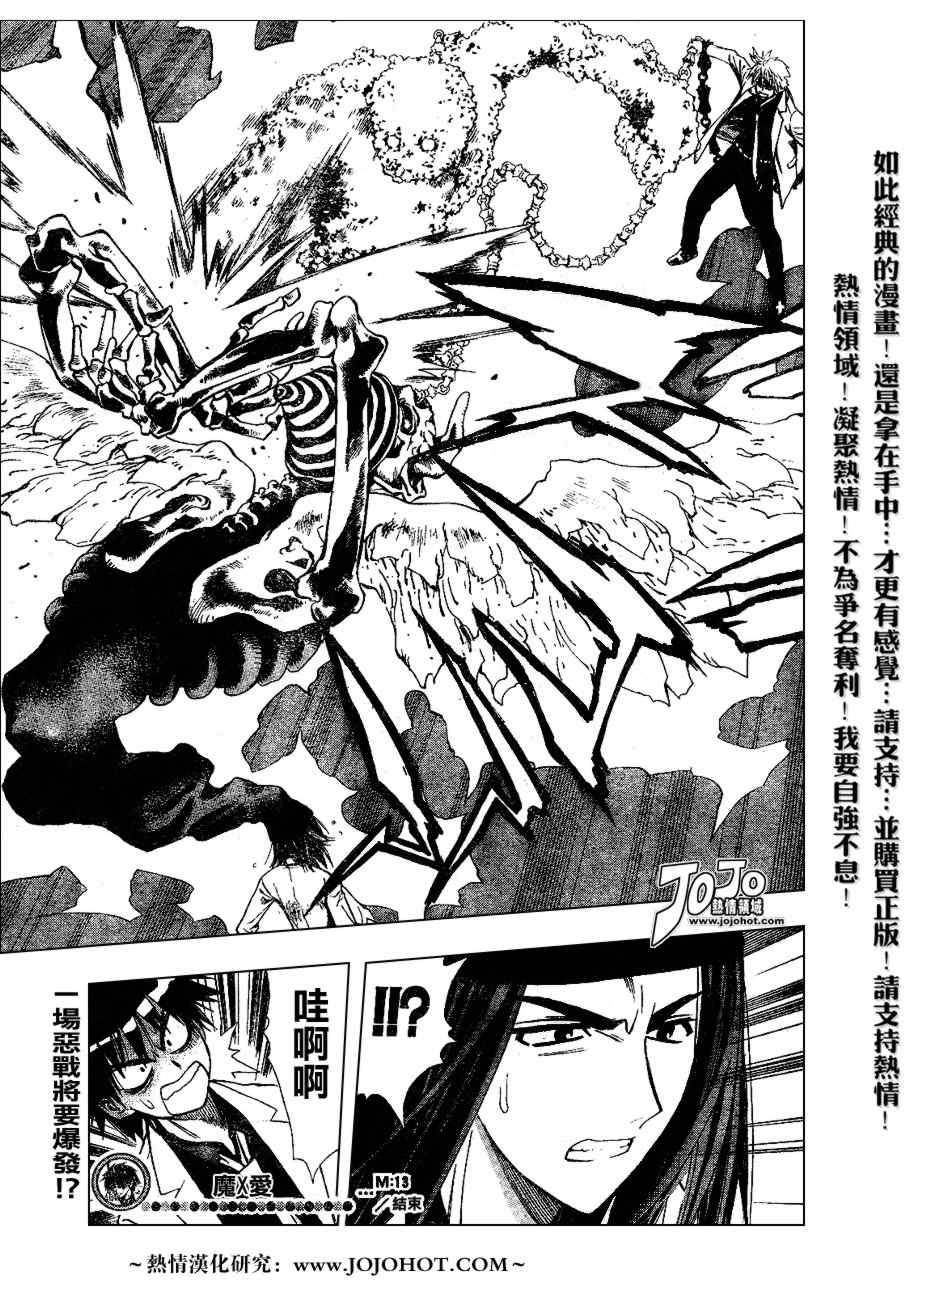 如此經典的漫畫！還是拿在手中…才更有感覺…請支持…並購買正版！請支持熱情！
熱情領域！凝聚熱情！不為爭名奪利！我要自強不息！
JOJO
熱情領域
www.jojohot.com
!!?
哇啊啊
一場惡戰將要爆發!?
魔X愛
M:13
…／結束
～熱情漢化研究：www.JOJOHOT.COM～